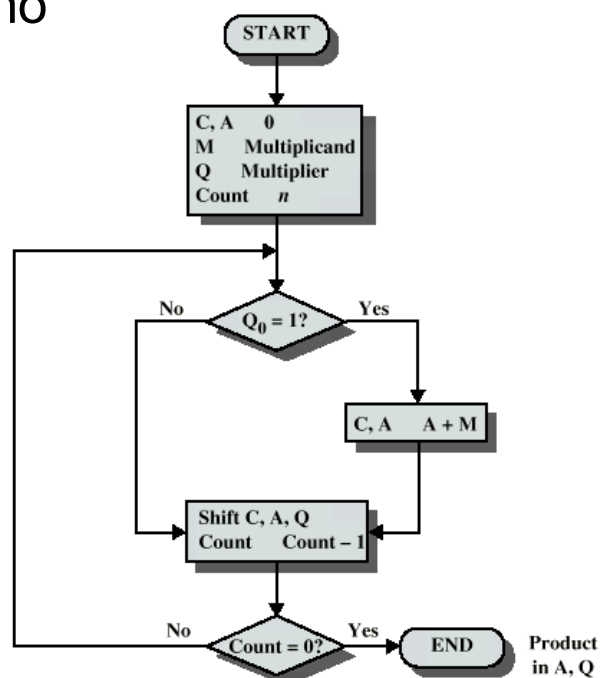 no
START
C, A 0
M Multiplicand
Q Multiplier
Count n
No
Q0 = 1?
Yes
C, A A + M
Shift C, A, Q
Count Count – 1
No
Count = 0?
Yes
END
Product
in A, Q